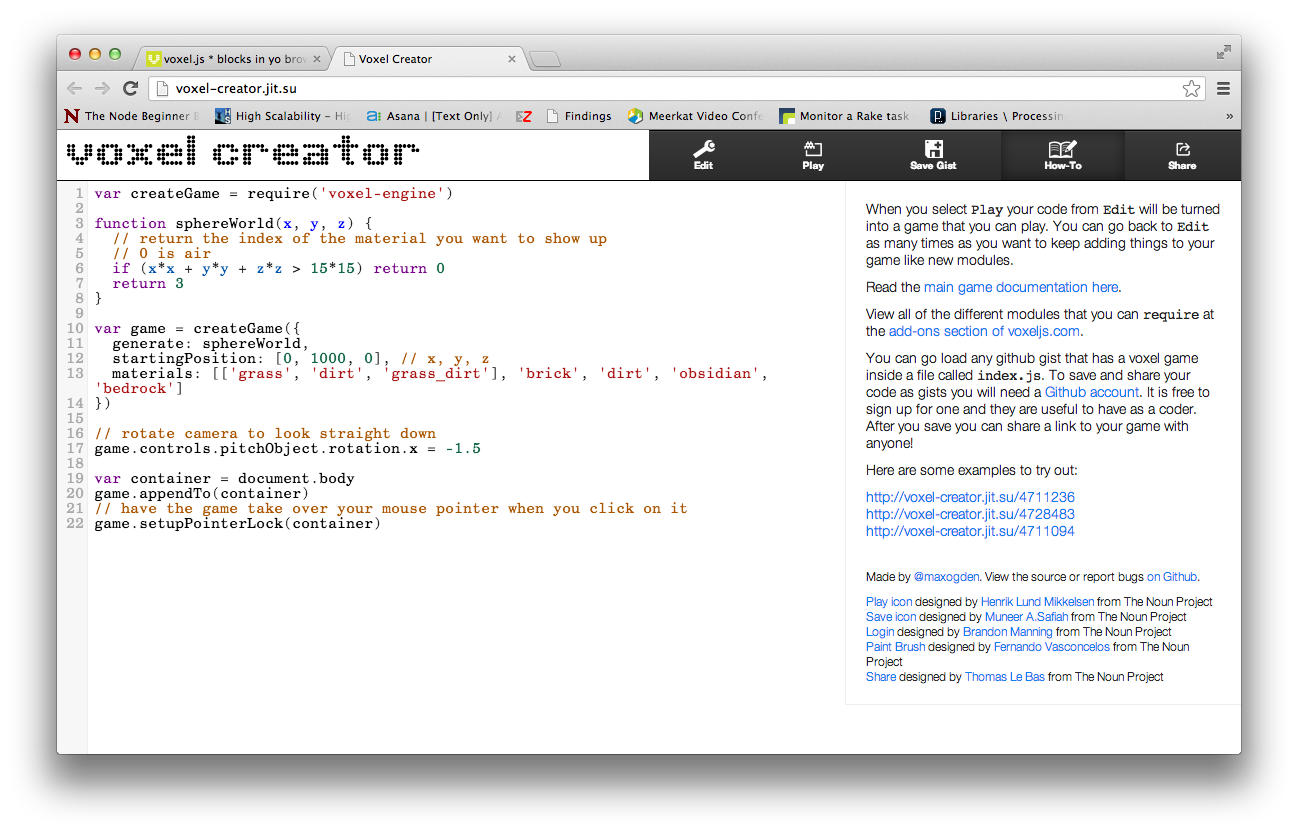 voxel.js * blocks in yo brow
Voxel Creator
voxel-creator.jit.su
The Node Beginner
High Scalability - Hig
Asana | [Text Only]
EZ
Findings
Meerkat Video Confe
Monitor a Rake task
Libraries \ Processin
»
voxel creator
Edit
Play
Save Gist
How-To
Share
1 var createGame = require('voxel-engine')
2
3 function sphereWorld(x, y, z) {
4 // return the index of the material you want to show up
5 // 0 is air
6 if (x*x + y*y + z*z > 15*15) return 0
7 return 3
8 }
9
10 var game = createGame({
11 generate: sphereWorld,
12 startingPosition: [0, 1000, 0], // x, y, z
13 materials: [['grass', 'dirt', 'grass_dirt'], 'brick', 'dirt', 'obsidian',
'bedrock']
14 })
15
16 // rotate camera to look straight down
17 game.controls.pitchObject.rotation.x = -1.5
18
19 var container = document.body
20 game.appendTo(container)
21 // have the game take over your mouse pointer when you click on it
22 game.setupPointerLock(container)
When you select Play your code from Edit will be turned
into a game that you can play. You can go back to Edit
as many times as you want to keep adding things to your
game like new modules.
Read the main game documentation here.
View all of the different modules that you can require at
the add-ons section of voxeljs.com.
You can go load any github gist that has a voxel game
inside a file called index.js. To save and share your
code as gists you will need a Github account. It is free to
sign up for one and they are useful to have as a coder.
After you save you can share a link to your game with
anyone!
Here are some examples to try out:
http://voxel-creator.jit.su/4711236
http://voxel-creator.jit.su/4728483
http://voxel-creator.jit.su/4711094
Made by @maxogden. View the source or report bugs on Github.
Play icon designed by Henrik Lund Mikkelsen from The Noun Project
Save icon designed by Muneer A.Safiah from The Noun Project
Login designed by Brandon Manning from The Noun Project
Paint Brush designed by Fernando Vasconcelos from The Noun
Project
Share designed by Thomas Le Bas from The Noun Project